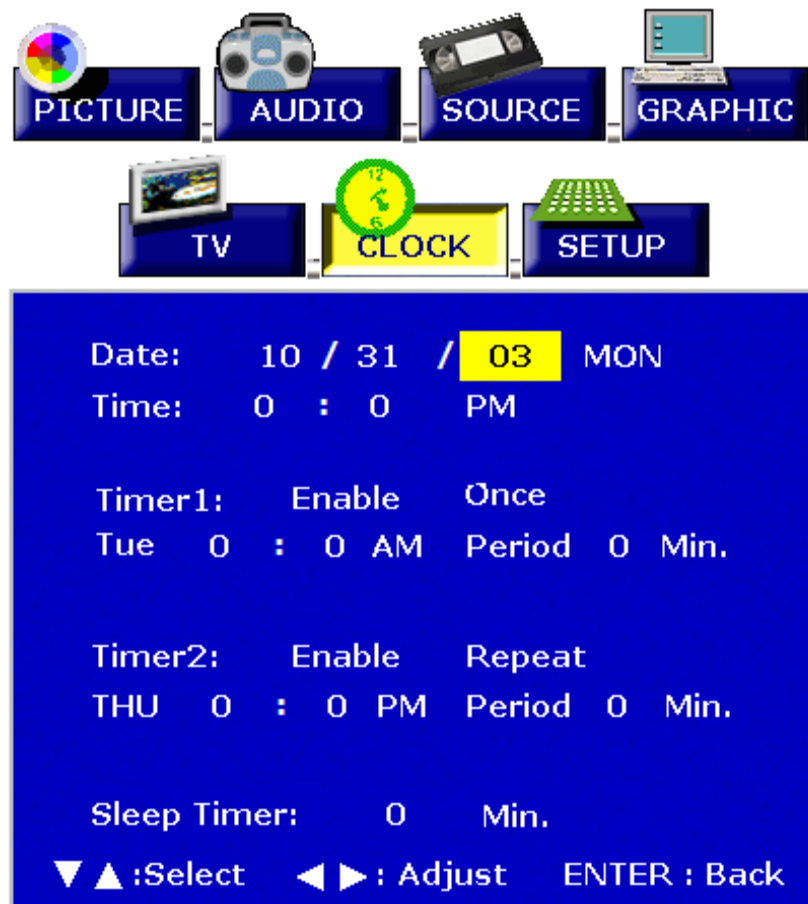 PICTURE AUDIO SOURCE GRAPHIC
12
6
TV CLOCK SETUP
Date: 10 / 31 / 03 MON
Time: 0 : 0 PM
Timer1: Enable Once
Tue 0 : 0 AM Period 0 Min.
Timer2: Enable Repeat
THU 0 : 0 PM Period 0 Min.
Sleep Timer: 0 Min.
▼ ▲ :Select ◀ ▶ : Adjust ENTER : Back